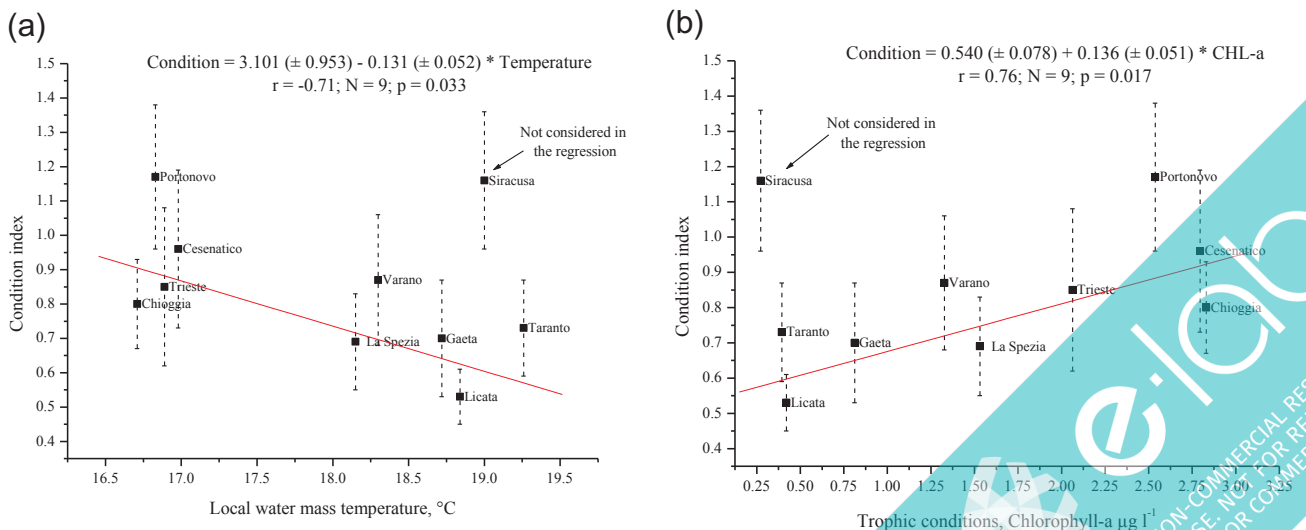 (a)
Condition = 3.101 (± 0.953) - 0.131 (± 0.052) * Temperature
r = -0.71; N = 9; p = 0.033
1.5
1.4
1.3
1.2
1.1
1.0
0.9
0.8
0.7
0.6
0.5
0.4
Condition index
Not considered in
the regression
Portonovo
Siracusa
Cesenatico
Varano
Trieste
Chioggia
Taranto
La Spezia
Gaeta
Licata
16.5
17.0
17.5
18.0
18.5
19.0
19.5
Local water mass temperature, °C
(b)
Condition = 0.540 (± 0.078) + 0.136 (± 0.051) * CHL-a
r = 0.76; N = 9; p = 0.017
1.5
1.4
1.3
1.2
1.1
1.0
0.9
0.8
0.7
0.6
0.5
0.4
Condition index
Not considered in
the regression
Siracusa
Portonovo
Cesenatico
Varano
Trieste
Chioggia
Taranto
Gaeta
La Spezia
Licata
0.25
0.50
0.75
1.00
1.25
1.50
1.75
2.00
2.25
2.50
2.75
3.00
3.25
Trophic conditions, Chlorophyll-a µg l⁻¹